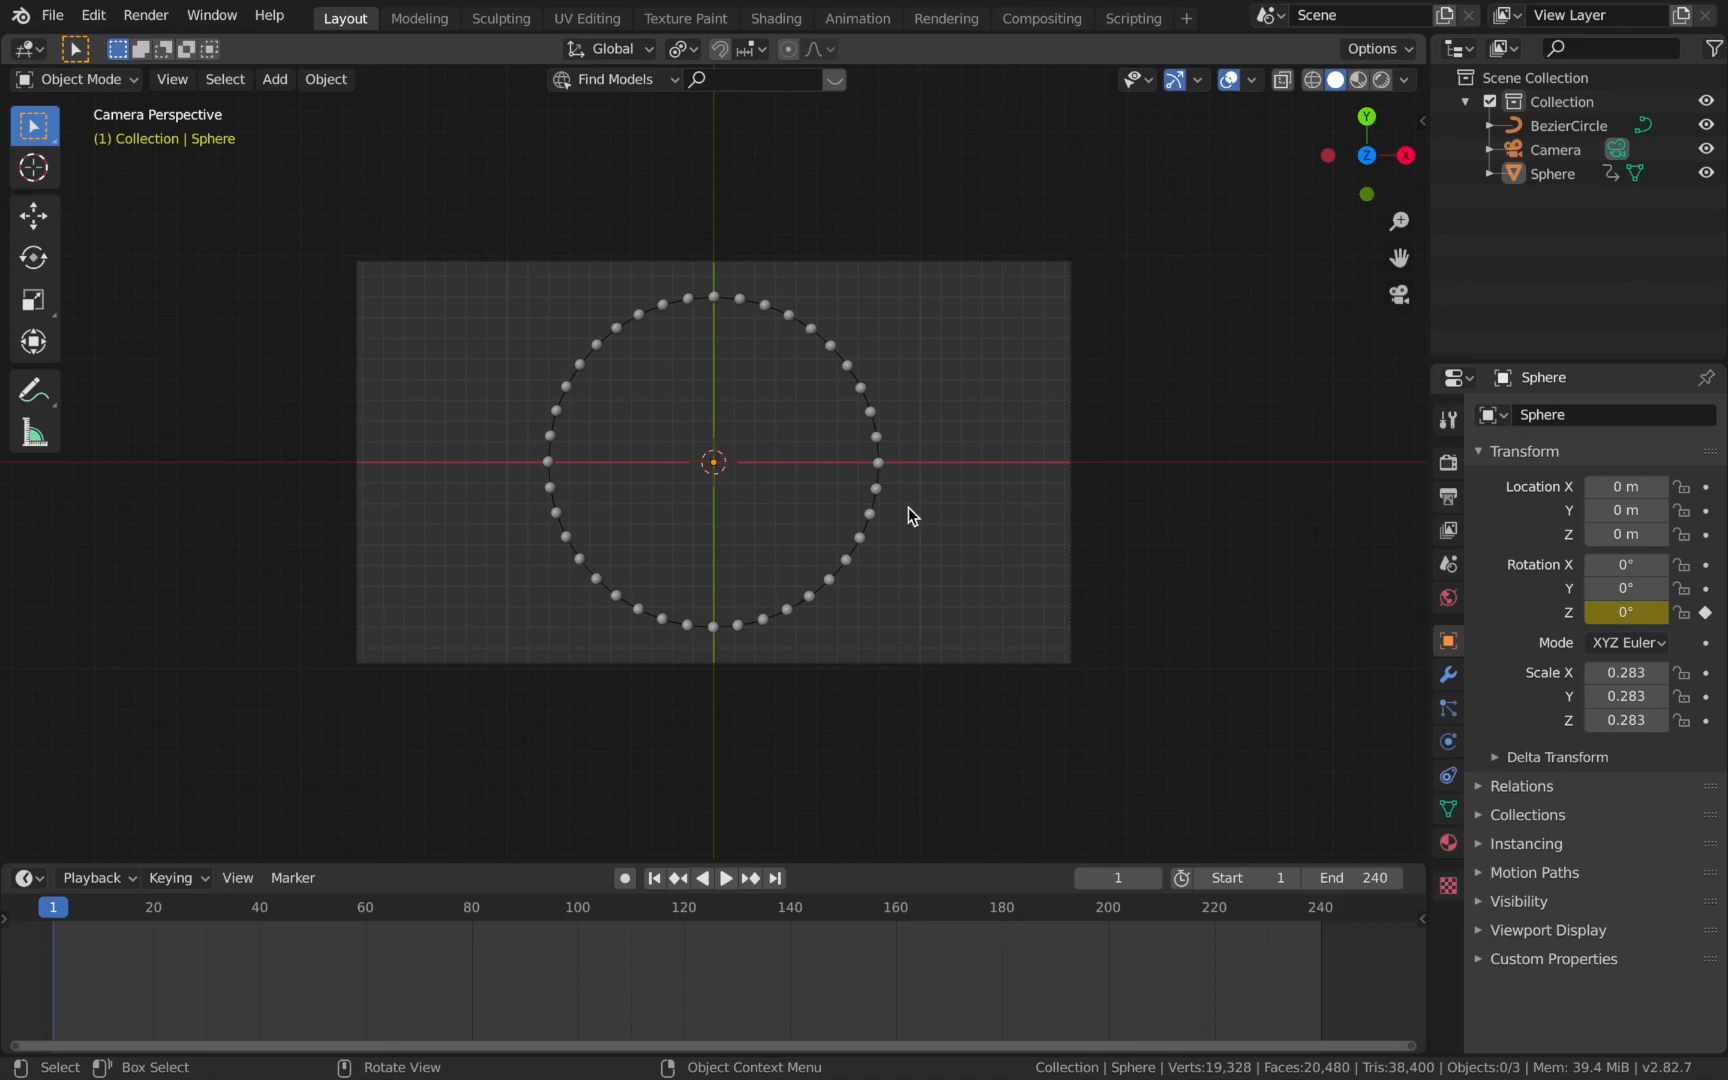 File Edit Render Window Help Layout Modeling Sculpting UV Editing Texture Paint Shading Animation Rendering Compositing Scripting + Scene View Layer
Global Options
Object Mode View Select Add Object Find Models
Scene Collection
Collection
BezierCircle
Camera
Sphere
Camera Perspective
(1) Collection | Sphere
Y
Z X
Sphere
Sphere
Transform
Location X 0 m
Y 0 m
Z 0 m
Rotation X 0°
Y 0°
Z 0°
Mode XYZ Euler
Scale X 0.283
Y 0.283
Z 0.283
Delta Transform
Relations
Collections
Instancing
Motion Paths
Visibility
Viewport Display
Custom Properties
Playback Keying View Marker 1 Start 1 End 240
1 20 40 60 80 100 120 140 160 180 200 220 240
Select Box Select Rotate View Object Context Menu Collection | Sphere | Verts:19,328 | Faces:20,480 | Tris:38,400 | Objects:0/3 | Mem: 39.4 MiB | v2.82.7